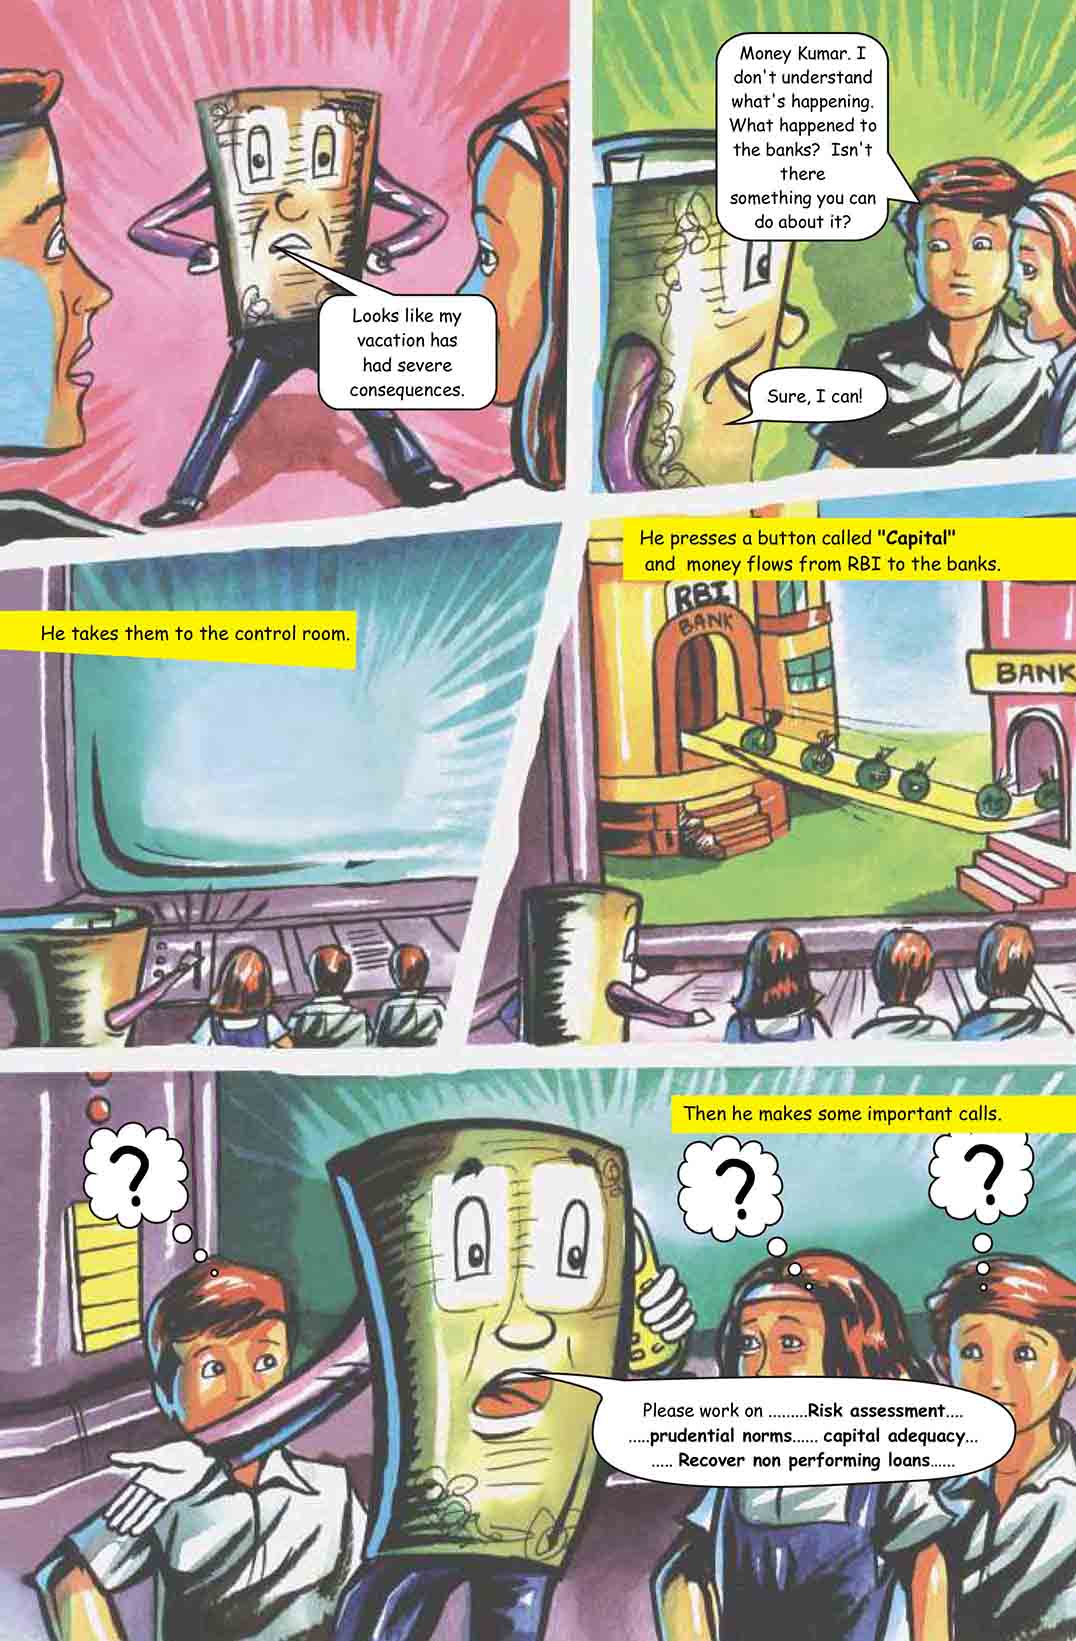 Looks like my
vacation has
had severe
consequences.
Money Kumar. I
don't understand
what's happening.
What happened to
the banks?  Isn't
there
something you can
do about it?
Sure, I can!
He takes them to the control room.
He presses a button called "Capital"
and  money flows from RBI to the banks.
RBI
BANK
BANK
Then he makes some important calls.
?
?
?
Please work on .........Risk assessment....
.....prudential norms...... capital adequacy...
..... Recover non performing loans......